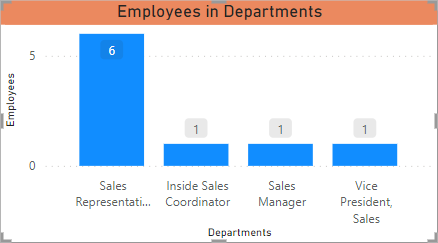 Employees in Departments
Employees
5
0
6
1
1
1
Sales
Representati...
Inside Sales
Coordinator
Sales
Manager
Vice
President,
Sales
Departments